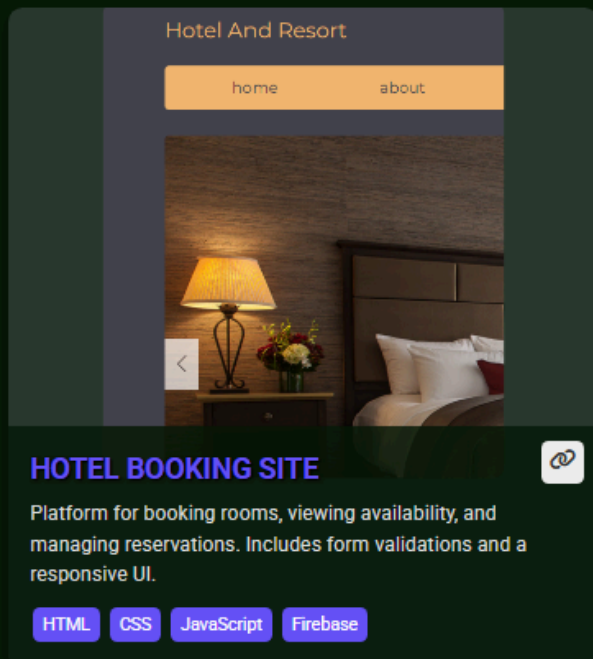 Hotel And Resort
home about
HOTEL BOOKING SITE
Platform for booking rooms, viewing availability, and
managing reservations. Includes form validations and a
responsive UI.
HTML CSS JavaScript Firebase